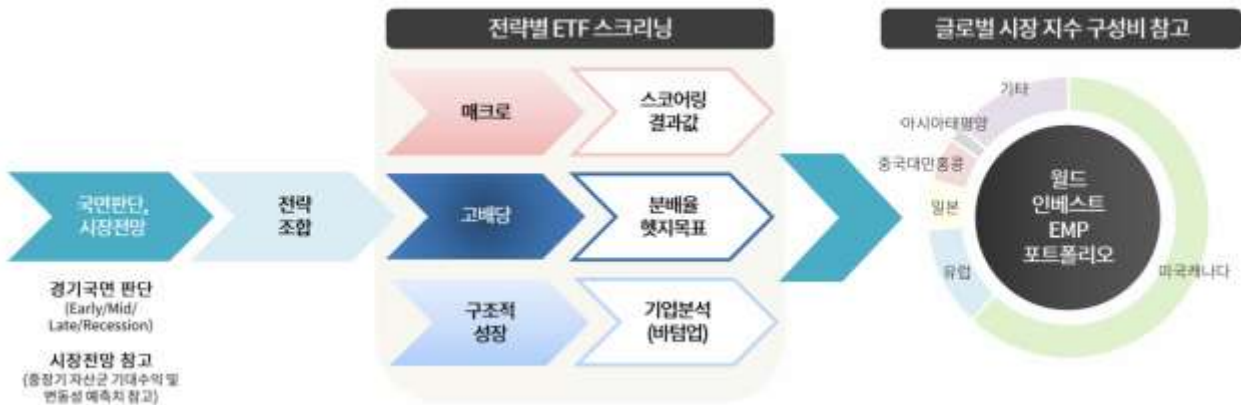 전략별 ETF 스크리닝
글로벌 시장 지수 구성비 참고
국면판단,
시장전망
전략
조합
매크로
스코어링
결과값
고배당
분배율
헷지목표
구조적
성장
기업분석
(바텀업)
경기국면 판단
(Early/Mid/
Late/Recession)
시장전망 참고
(중장기 자산군 기대수익 및
변동성 예측치 참고)
기타
아시아태평양
중국대만홍콩
일본
유럽
미국캐나다
월드
인베스트
EMP
포트폴리오